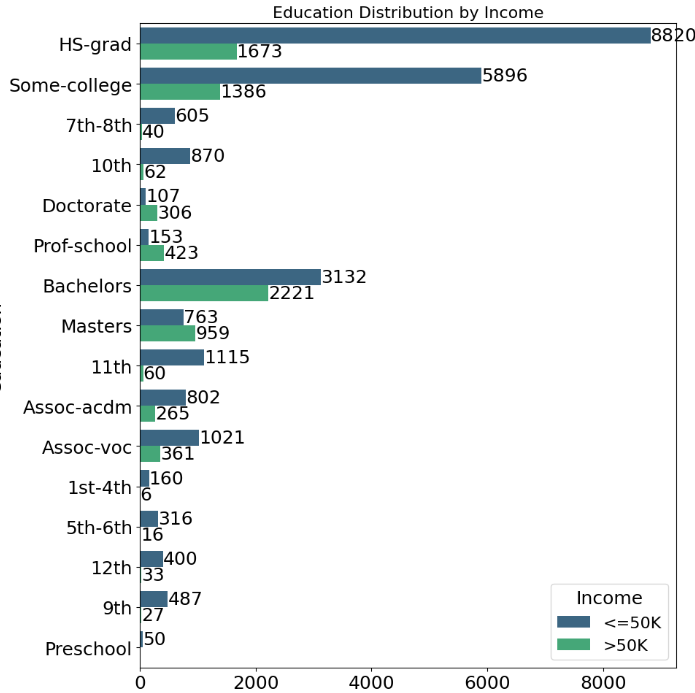 Education Distribution by Income
HS-grad 8820
1673
Some-college 5896
1386
7th-8th 605
40
10th 870
62
Doctorate 107
306
Prof-school 153
423
Bachelors 3132
2221
Masters 763
959
11th 1115
60
Assoc-acdm 802
265
Assoc-voc 1021
361
1st-4th 160
6
5th-6th 316
16
12th 400
33
9th 487
27
Preschool 50
Income
<=50K
>50K
0 2000 4000 6000 8000